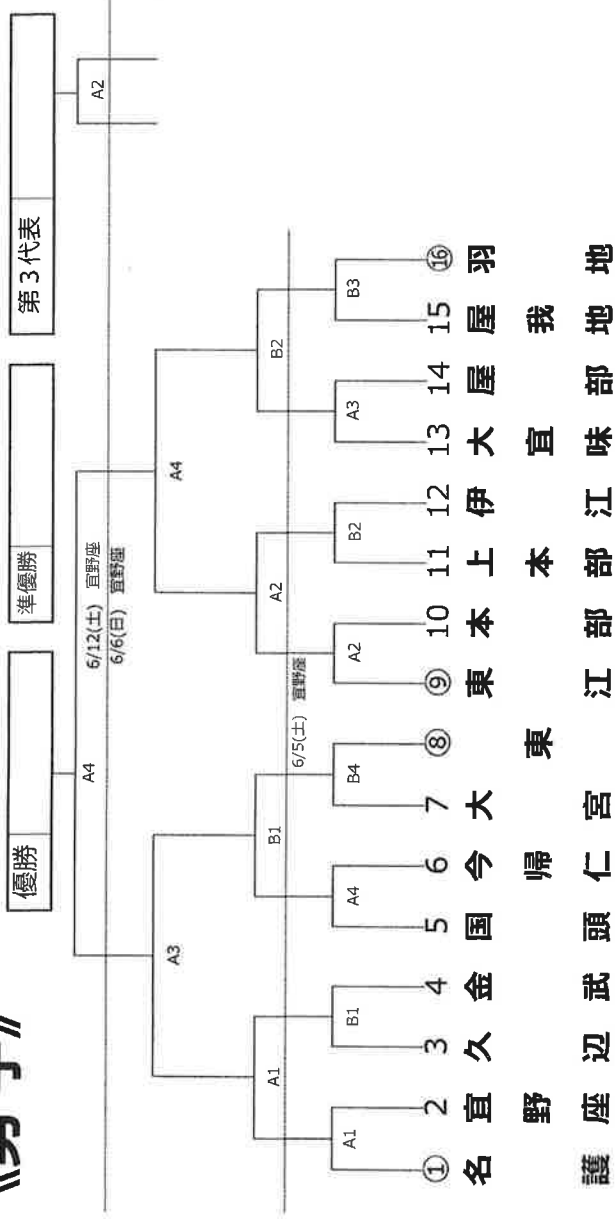 優勝
準優勝
第3代表
A2
A4
6/12(土) 宜野座
6/6(日) 宜野座
A3
A4
A1
B1
A2
B2
6/5(土) 宜野座
A1
B1
A4
B4
A2
B2
A3
B3
① 名護
2 宜野座
3 久辺
4 金武
5 国頭
6 今帰仁
7 大宮
⑧ 東
⑨ 東江
10 本部
11 上本部
12 伊江
13 大宜味
14 屋部
15 屋我地
⑯ 羽地